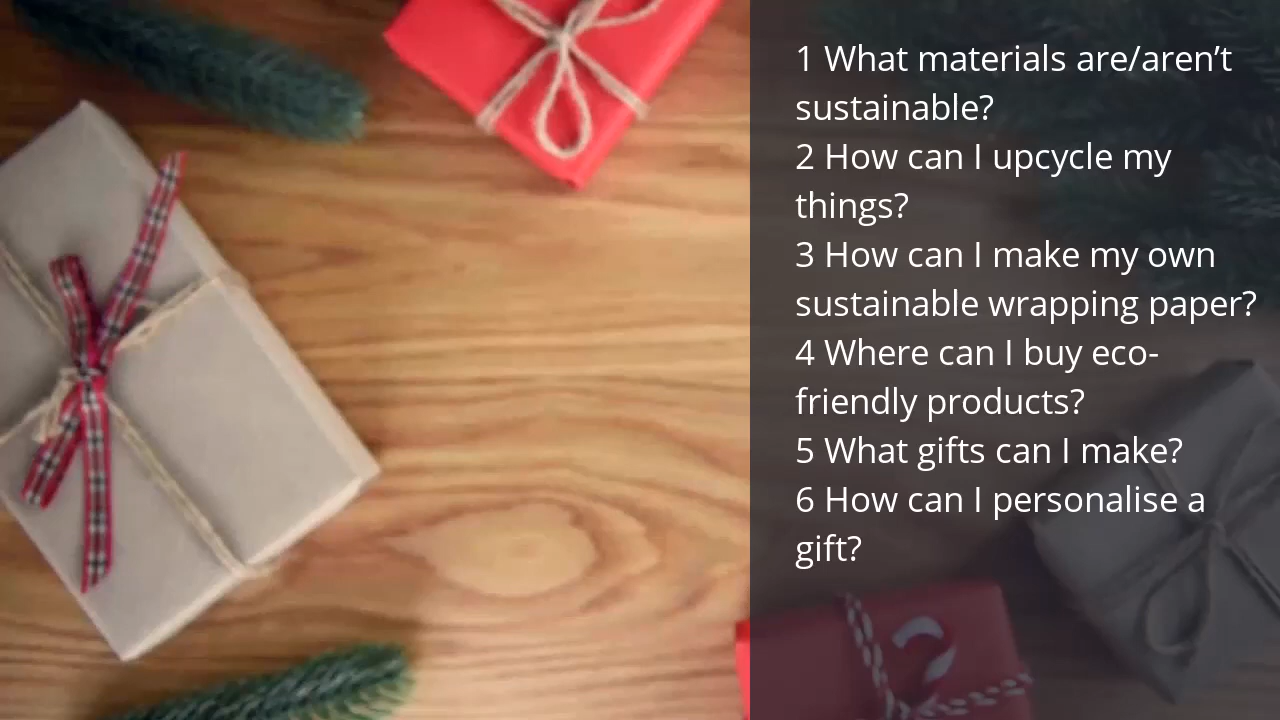 1 What materials are/aren’t
sustainable?
2 How can I upcycle my
things?
3 How can I make my own
sustainable wrapping paper?
4 Where can I buy eco-
friendly products?
5 What gifts can I make?
6 How can I personalise a
gift?